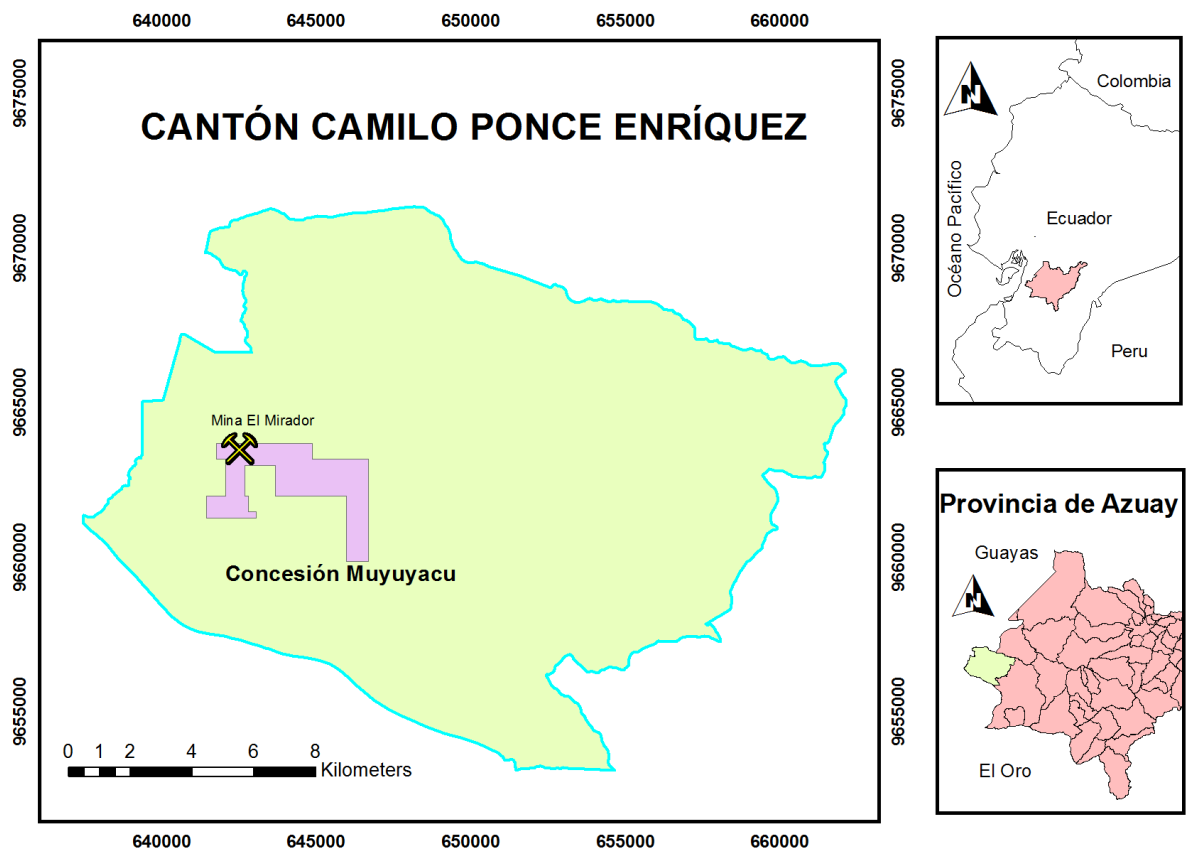 640000 645000 650000 655000 660000
9675000
9670000
9665000
9660000
9655000
CANTÓN CAMILO PONCE ENRÍQUEZ
Mina El Mirador
Concesión Muyuyacu
0 1 2 4 6 8
Kilometers
9675000
9670000
9665000
9660000
9655000
640000 645000 650000 655000 660000
N
Colombia
Océano Pacífico
Ecuador
Peru
Provincia de Azuay
Guayas
N
El Oro